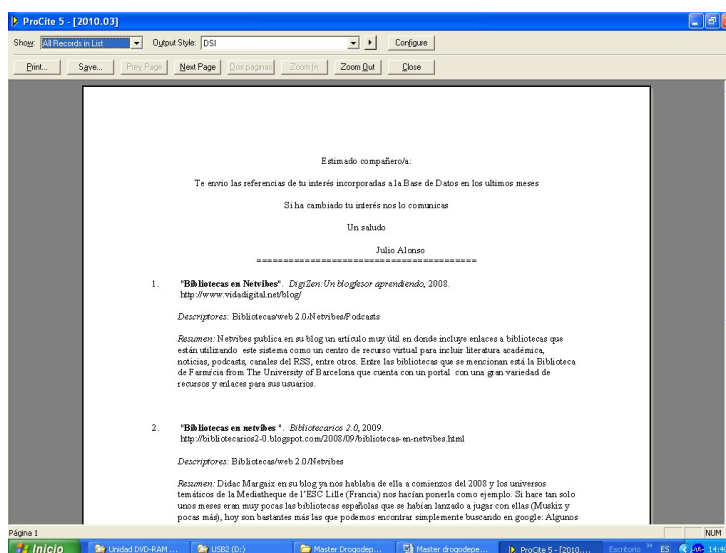 ProCite 5 - [2010.03]
Show: All Records in List Output Style: DSI Configure
Print... Save... Prev Page Next Page Dos páginas Zoom In Zoom Out Close
Estimado compañero/a:
Te envio las referencias de tu interés incorporadas a la Base de Datos en los ultimos meses
Si ha cambiado tu interés nos lo comunicas
Un saludo
Julio Alonso
==========================================
1. "Bibliotecas en Netvibes". DigiZen: Un blogfesor aprendiendo, 2008.
http://www.vidadigital.net/blog/
Descriptores: Bibliotecas/web 2.0/Netvibes/Podcasts
Resumen: Netvibes publica en su blog un artículo muy útil en donde incluye enlaces a bibliotecas que
están utilizando este sistema como un centro de recurso virtual para incluir literatura académica,
noticias, podcasts, canales del RSS, entre otros. Entre las bibliotecas que se mencionan está la Biblioteca
de Farmícia from The University of Barcelona que cuenta con un portal con una gran variedad de
recursos y enlaces para sus usuarios.
2. "Bibliotecas en netvibes ". Bibliotecarios 2.0, 2009.
http://bibliotecarios2-0.blogspot.com/2008/09/bibliotecas-en-netvibes.html
Descriptores: Bibliotecas/web 2.0/Netvibes
Resumen: Didac Margaix en su blog ya nos hablaba de ella a comienzos del 2008 y los universos
temáticos de la Mediatheque de l'ESC Lille (Francia) nos hacían ponerla como ejemplo. Si hace tan solo
unos meses eran muy pocas las bibliotecas españolas que se habían lanzado a jugar con ellas (Muskiz y
pocas más), hoy son bastantes más las que podemos encontrar simplemente buscando en google: Algunos
Página 1 NUM
Inicio Unidad DVD-RAM ... USB2 (D:) Master Drogodep... Master drogodepe... ProCite 5 - [2010.... Escritorio » ES